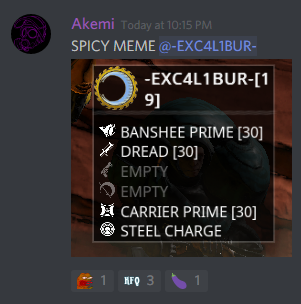 Akemi Today at 10:15 PM
SPICY MEME @-EXC4L1BUR-
-EXC4L1BUR-[1
9]
BANSHEE PRIME [30]
DREAD [30]
EMPTY
EMPTY
CARRIER PRIME [30]
STEEL CHARGE
1 HFQ 3 1